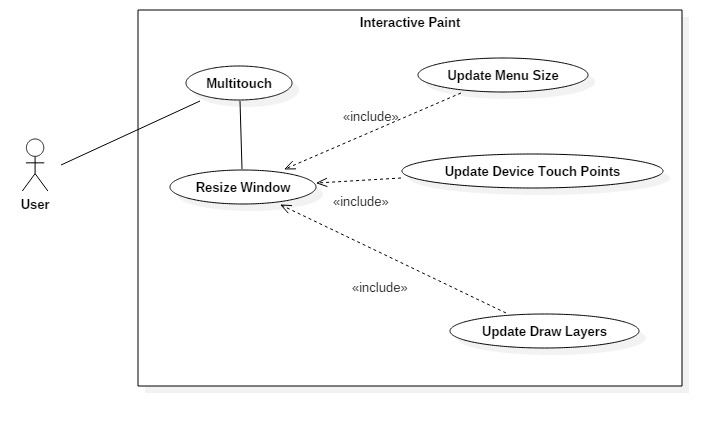 Interactive Paint
Multitouch
Update Menu Size
«include»
User
Resize Window
Update Device Touch Points
«include»
«include»
Update Draw Layers